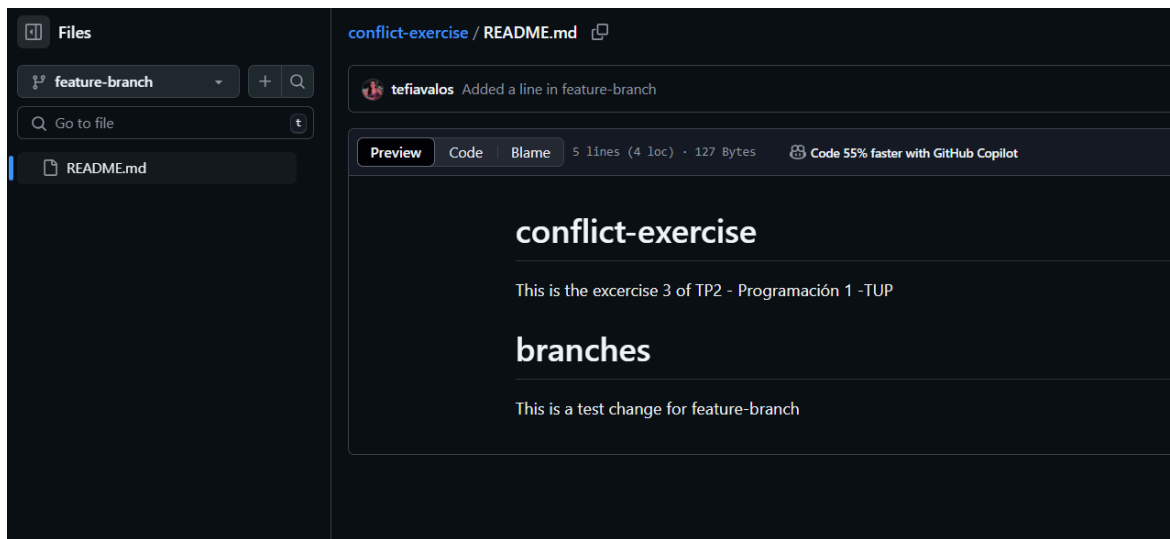 Files
feature-branch
Go to file
t
README.md
conflict-exercise / README.md
tefiavalos Added a line in feature-branch
Preview Code Blame 5 lines (4 loc) · 127 Bytes Code 55% faster with GitHub Copilot
conflict-exercise
This is the excercise 3 of TP2 - Programación 1 -TUP
branches
This is a test change for feature-branch